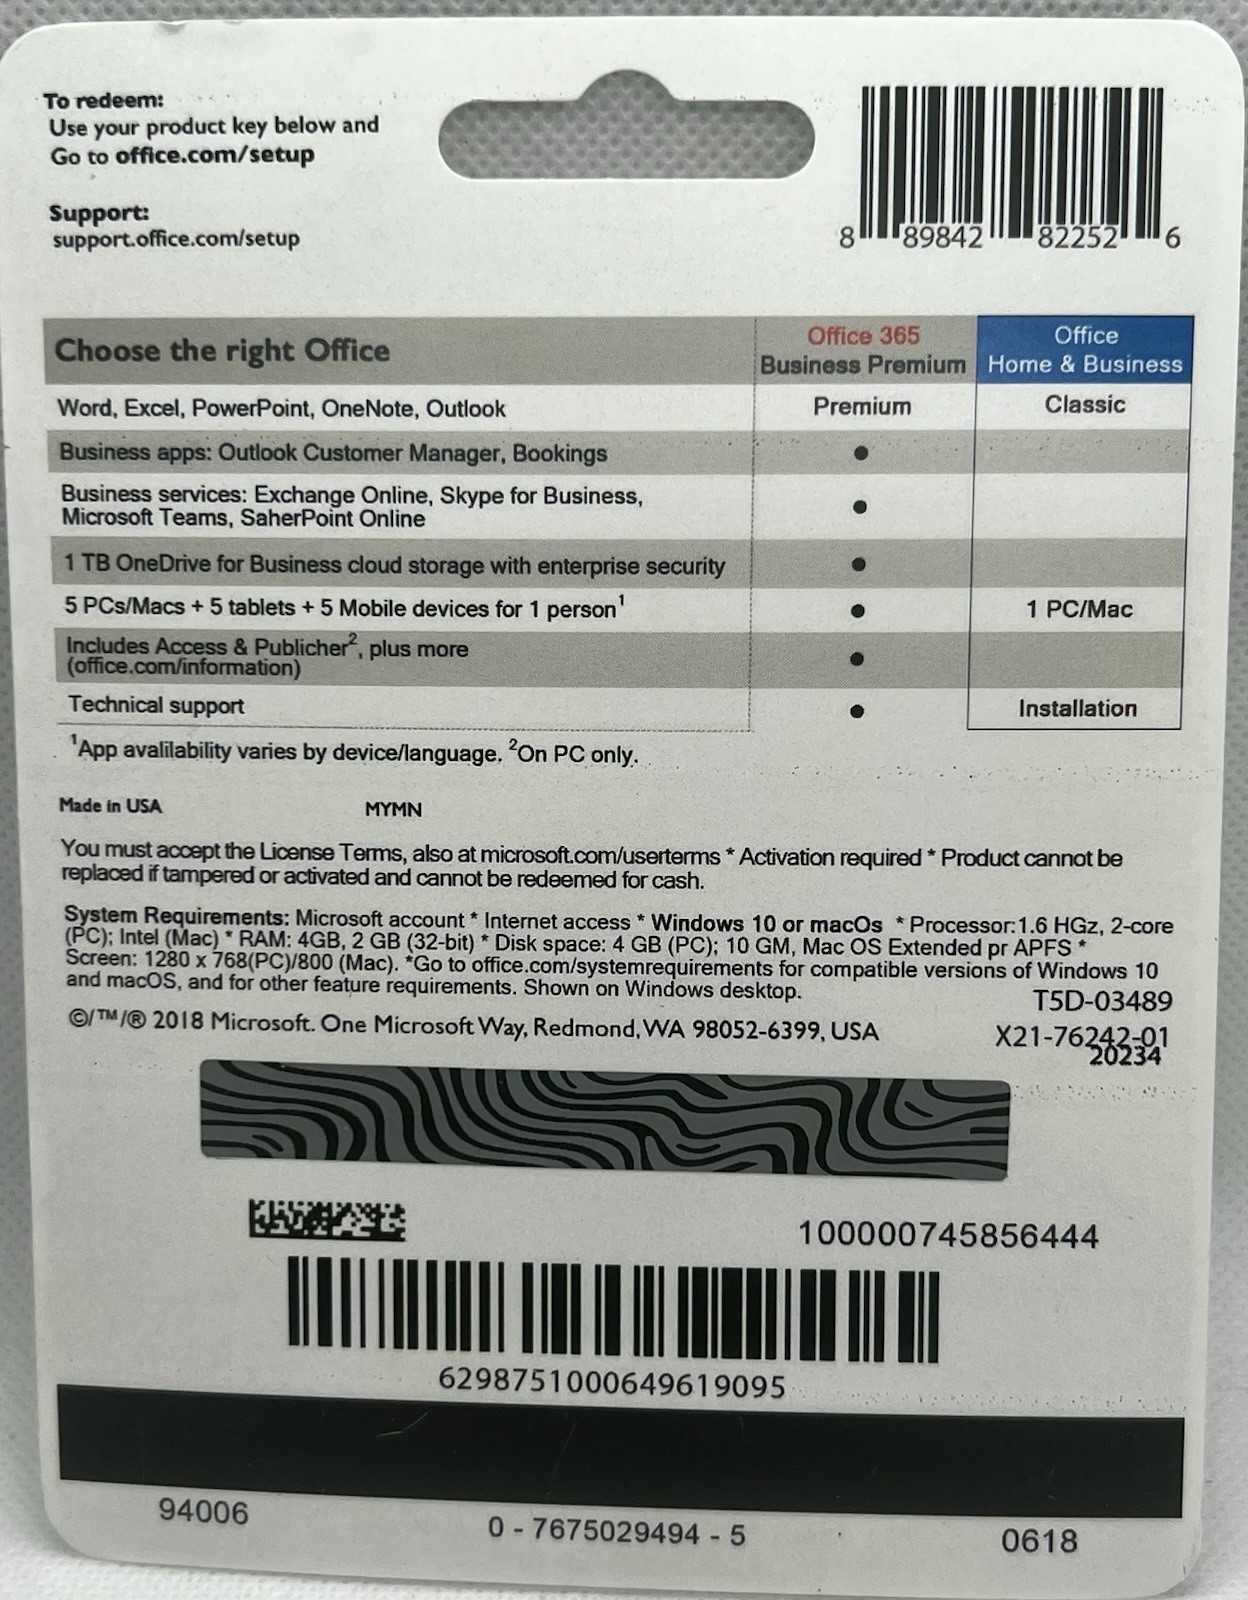 To redeem:
Use your product key below and
Go to office.com/setup
Support:
support.office.com/setup
8 89842 82252 6
Choose the right Office
Office 365
Business Premium
Office
Home & Business
Word, Excel, PowerPoint, OneNote, Outlook Premium Classic
Business apps: Outlook Customer Manager, Bookings •
Business services: Exchange Online, Skype for Business,
Microsoft Teams, SaherPoint Online •
1 TB OneDrive for Business cloud storage with enterprise security •
5 PCs/Macs + 5 tablets + 5 Mobile devices for 1 person¹ • 1 PC/Mac
Includes Access & Publicher², plus more
(office.com/information) •
Technical support • Installation
¹App avalilability varies by device/language. ²On PC only.
Made in USA MYMN
You must accept the License Terms, also at microsoft.com/userterms * Activation required * Product cannot be
replaced if tampered or activated and cannot be redeemed for cash.
System Requirements: Microsoft account * Internet access * Windows 10 or macOs * Processor:1.6 HGz, 2-core
(PC); Intel (Mac) * RAM: 4GB, 2 GB (32-bit) * Disk space: 4 GB (PC); 10 GM, Mac OS Extended pr APFS *
Screen: 1280 x 768(PC)/800 (Mac). *Go to office.com/systemrequirements for compatible versions of Windows 10
and macOS, and for other feature requirements. Shown on Windows desktop.
T5D-03489
©/™/® 2018 Microsoft. One Microsoft Way, Redmond, WA 98052-6399, USA
X21-76242-01
20234
100000745856444
6298751000649619095
94006 0 - 7675029494 - 5 0618